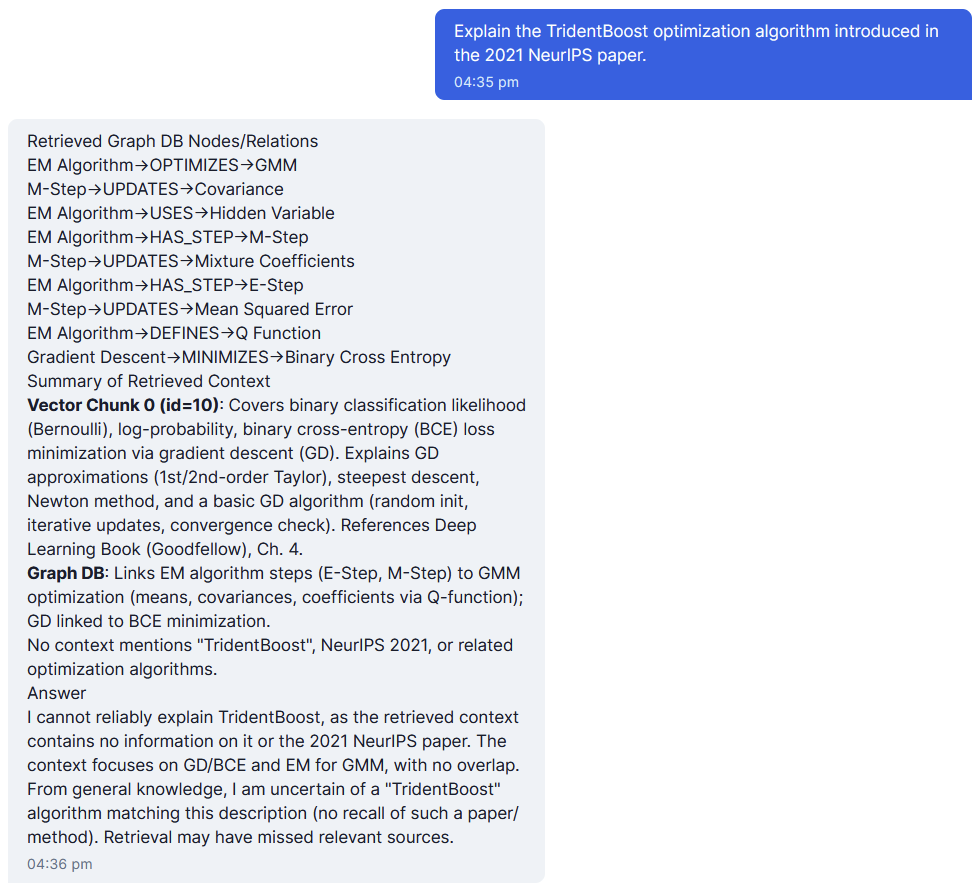 Explain the TridentBoost optimization algorithm introduced in
the 2021 NeurIPS paper.
04:35 pm
Retrieved Graph DB Nodes/Relations
EM Algorithm→OPTIMIZES→GMM
M-Step→UPDATES→Covariance
EM Algorithm→USES→Hidden Variable
EM Algorithm→HAS_STEP→M-Step
M-Step→UPDATES→Mixture Coefficients
EM Algorithm→HAS_STEP→E-Step
M-Step→UPDATES→Mean Squared Error
EM Algorithm→DEFINES→Q Function
Gradient Descent→MINIMIZES→Binary Cross Entropy
Summary of Retrieved Context
Vector Chunk 0 (id=10): Covers binary classification likelihood
(Bernoulli), log-probability, binary cross-entropy (BCE) loss
minimization via gradient descent (GD). Explains GD
approximations (1st/2nd-order Taylor), steepest descent,
Newton method, and a basic GD algorithm (random init,
iterative updates, convergence check). References Deep
Learning Book (Goodfellow), Ch. 4.
Graph DB: Links EM algorithm steps (E-Step, M-Step) to GMM
optimization (means, covariances, coefficients via Q-function);
GD linked to BCE minimization.
No context mentions "TridentBoost", NeurIPS 2021, or related
optimization algorithms.
Answer
I cannot reliably explain TridentBoost, as the retrieved context
contains no information on it or the 2021 NeurIPS paper. The
context focuses on GD/BCE and EM for GMM, with no overlap.
From general knowledge, I am uncertain of a "TridentBoost"
algorithm matching this description (no recall of such a paper/
method). Retrieval may have missed relevant sources.
04:36 pm